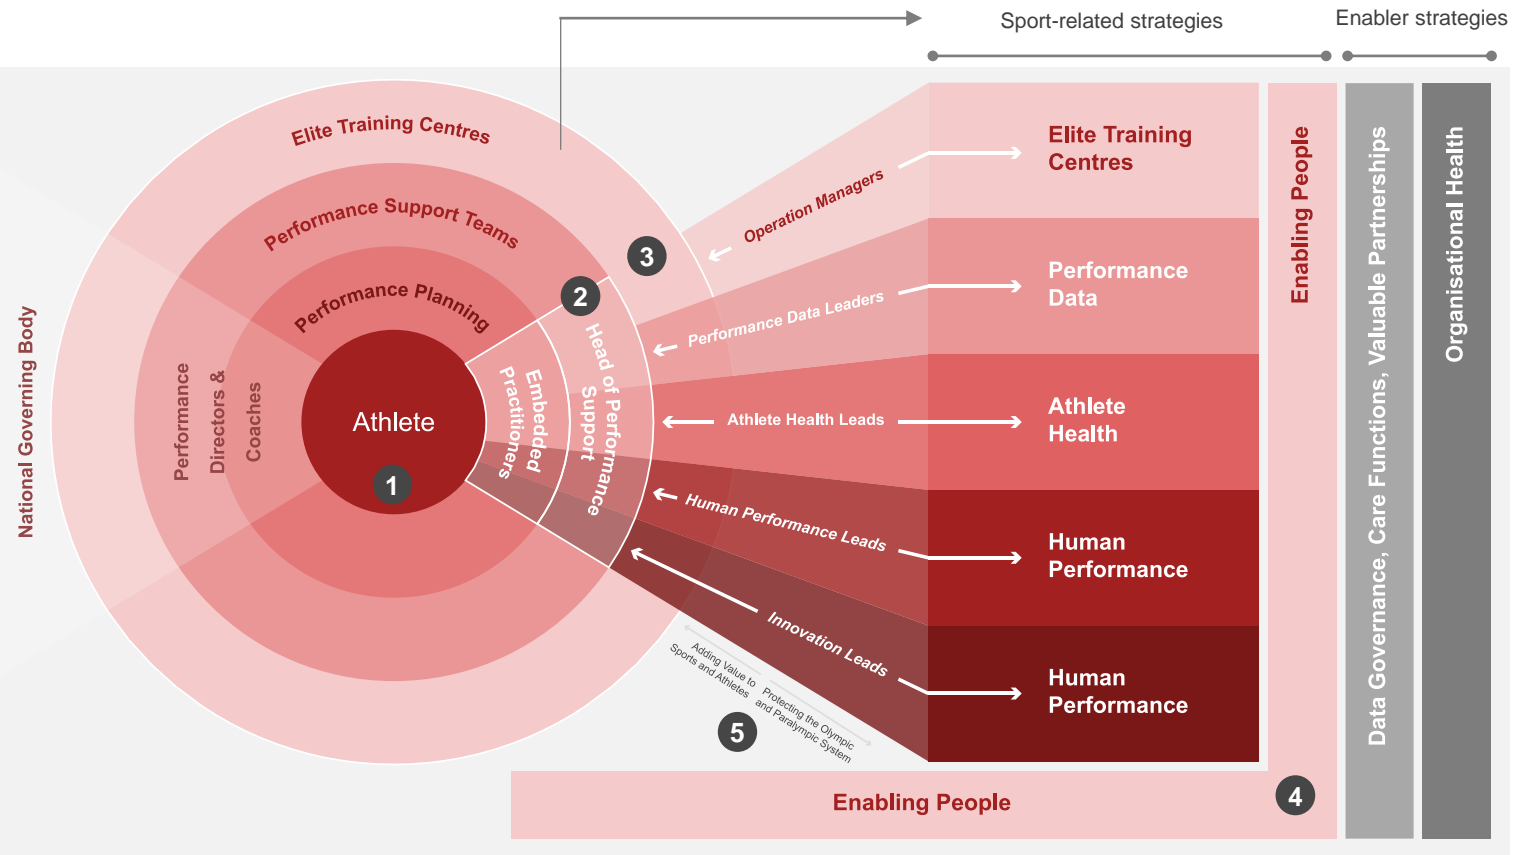 Sport-related strategies
Enabler strategies
Elite Training Centres
Performance Support Teams
Performance Planning
Athlete
1
National Governing Body
Performance
Directors &
Coaches
Embedded
Practitioners
Head of Performance
Support
2
3
Operation Managers
Performance Data Leaders
Athlete Health Leads
Human Performance Leads
Innovation Leads
Adding Value to
Sports and Athletes
Protecting the Olympic
and Paralympic System
5
Elite Training
Centres
Performance
Data
Athlete
Health
Human
Performance
Human
Performance
Enabling People
Enabling People
4
Data Governance, Care Functions, Valuable Partnerships
Organisational Health